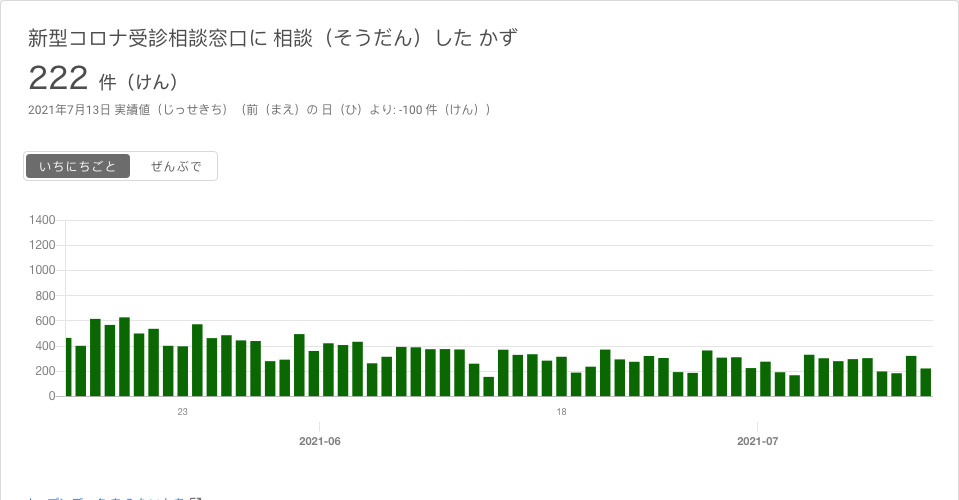 新型コロナ受診相談窓口に 相談（そうだん）した かず
222 件（けん）
2021年7月13日 実績値（じっせきち）（前（まえ）の 日（ひ）より: -100 件（けん））
いちにちごと ぜんぶで
1400
1200
1000
800
600
400
200
0
23 18
2021-06 2021-07